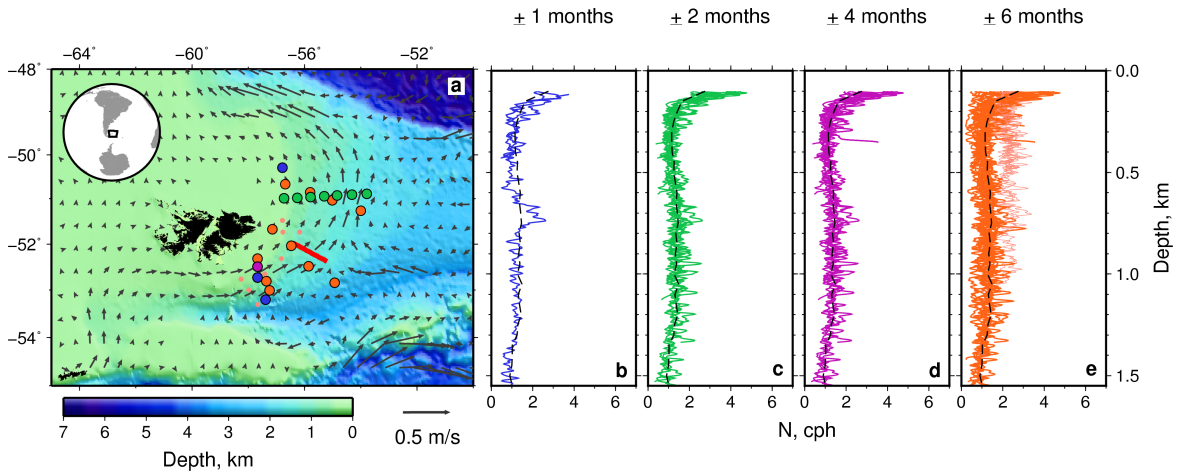 ± 1 months
± 2 months
± 4 months
± 6 months
−64° −60° −56° −52°
−48°
−50°
−52°
−54°
a
b
c
d
e
0.0
0.5
1.0
1.5
Depth, km
0 2 4 6
0 2 4 6
0 2 4 6
0 2 4 6
N, cph
7 6 5 4 3 2 1 0
Depth, km
0.5 m/s